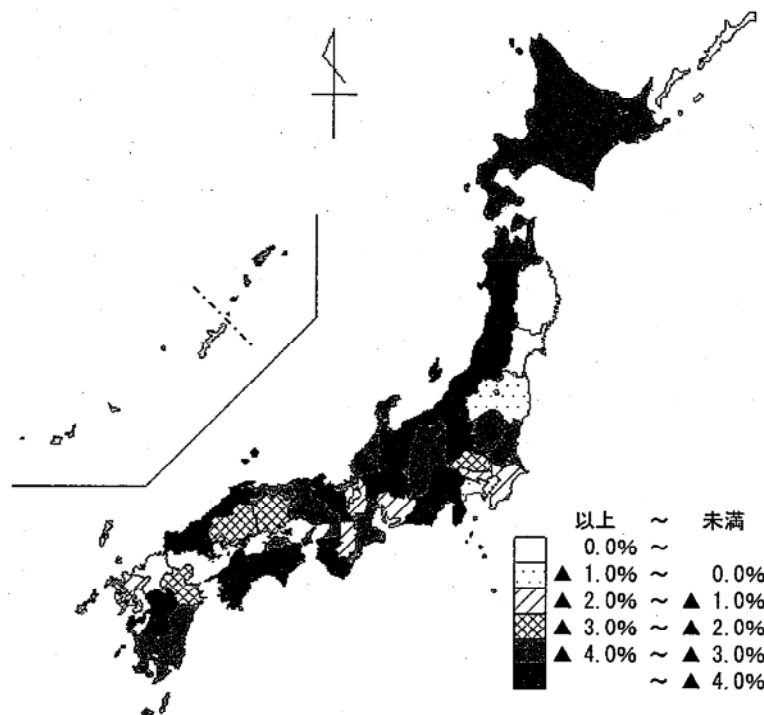 以上 ～ 未満
0.0% ～
▲ 1.0% ～ 0.0%
▲ 2.0% ～ ▲ 1.0%
▲ 3.0% ～ ▲ 2.0%
▲ 4.0% ～ ▲ 3.0%
～ ▲ 4.0%